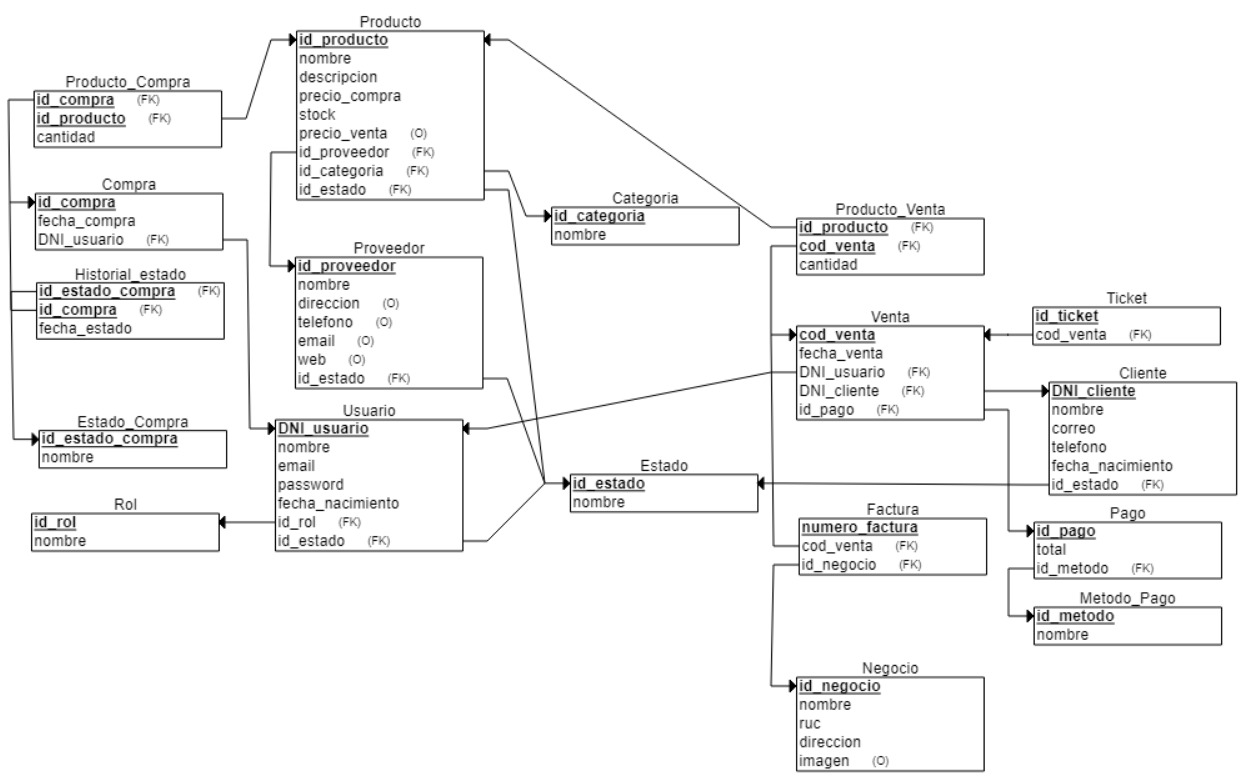 Producto
id_producto
nombre
descripcion
precio_compra
stock
precio_venta (O)
id_proveedor (FK)
id_categoria (FK)
id_estado (FK)
Producto_Compra
id_compra (FK)
id_producto (FK)
cantidad
Compra
id_compra
fecha_compra
DNI_usuario (FK)
Categoria
id_categoria
nombre
Producto_Venta
id_producto (FK)
cod_venta (FK)
cantidad
Proveedor
id_proveedor
nombre
direccion (O)
telefono (O)
email (O)
web (O)
id_estado (FK)
Historial_estado
id_estado_compra (FK)
id_compra (FK)
fecha_estado
Ticket
id_ticket
cod_venta (FK)
Venta
cod_venta
fecha_venta
DNI_usuario (FK)
DNI_cliente (FK)
id_pago (FK)
Cliente
DNI_cliente
nombre
correo
telefono
fecha_nacimiento
id_estado (FK)
Estado_Compra
id_estado_compra
nombre
Usuario
DNI_usuario
nombre
email
password
fecha_nacimiento
id_rol (FK)
id_estado (FK)
Estado
id_estado
nombre
Rol
id_rol
nombre
Factura
numero_factura
cod_venta (FK)
id_negocio (FK)
Pago
id_pago
total
id_metodo (FK)
Metodo_Pago
id_metodo
nombre
Negocio
id_negocio
nombre
ruc
direccion
imagen (O)